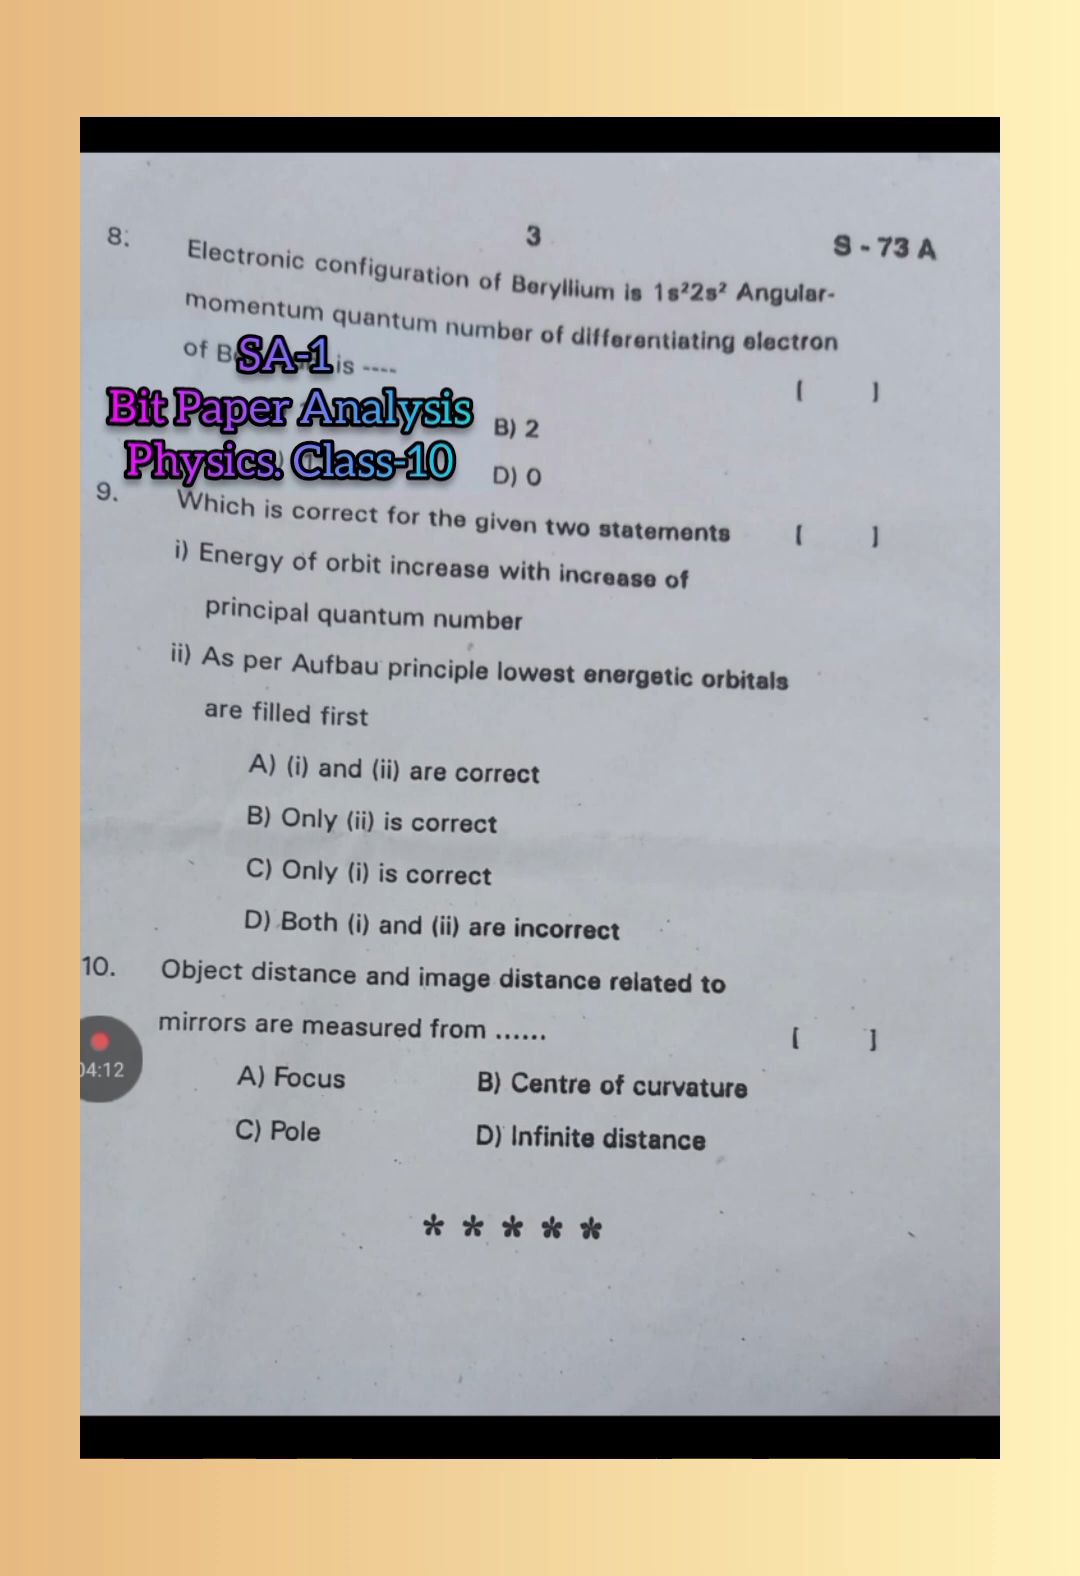 3
S - 73 A
8. Electronic configuration of Beryllium is 1s²2s² Angular-
momentum quantum number of differentiating electron
of is ----
[ ]
SA-1
Bit Paper Analysis
Physics. Class-10
B) 2
D) 0
9. Which is correct for the given two statements [ ]
i) Energy of orbit increase with increase of
principal quantum number
ii) As per Aufbau principle lowest energetic orbitals
are filled first
A) (i) and (ii) are correct
B) Only (ii) is correct
C) Only (i) is correct
D) Both (i) and (ii) are incorrect
10. Object distance and image distance related to
mirrors are measured from ...... [ ]
04:12
A) Focus B) Centre of curvature
C) Pole D) Infinite distance
* * * * *